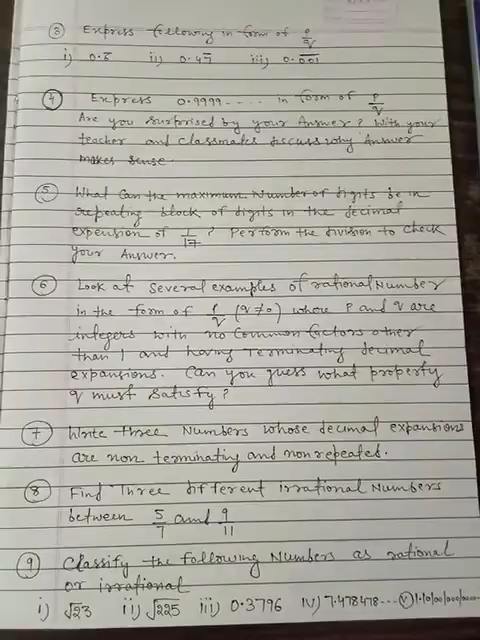 ③ Express following in form of p/q
i) 0.6̅ ii) 0.47̅ iii) 0.001̅
④ Express 0.9999..... in form of p/q
Are you surprised by your Answer? With your
teacher and classmates discuss why Answer
makes sense.
⑤ What can the maximum Number of digits be in
repeating block of digits in the decimal
expension of 1/17? Perform the division to check
your Answer.
⑥ Look at several examples of rational Number
in the form of p/q (q≠0) where p and q are
integers with no common factors other
than 1 and having Terminating decimal
expansions. Can you guess what property
q must satisfy?
⑦ Write three Numbers whose decimal expansions
are non terminating and non repeated.
⑧ Find Three different irrational Numbers
between 5/7 and 9/11
⑨ Classify the following Numbers as rational
or irrational
i) √23 ii) √225 iii) 0.3796 iv) 7.478478... v)